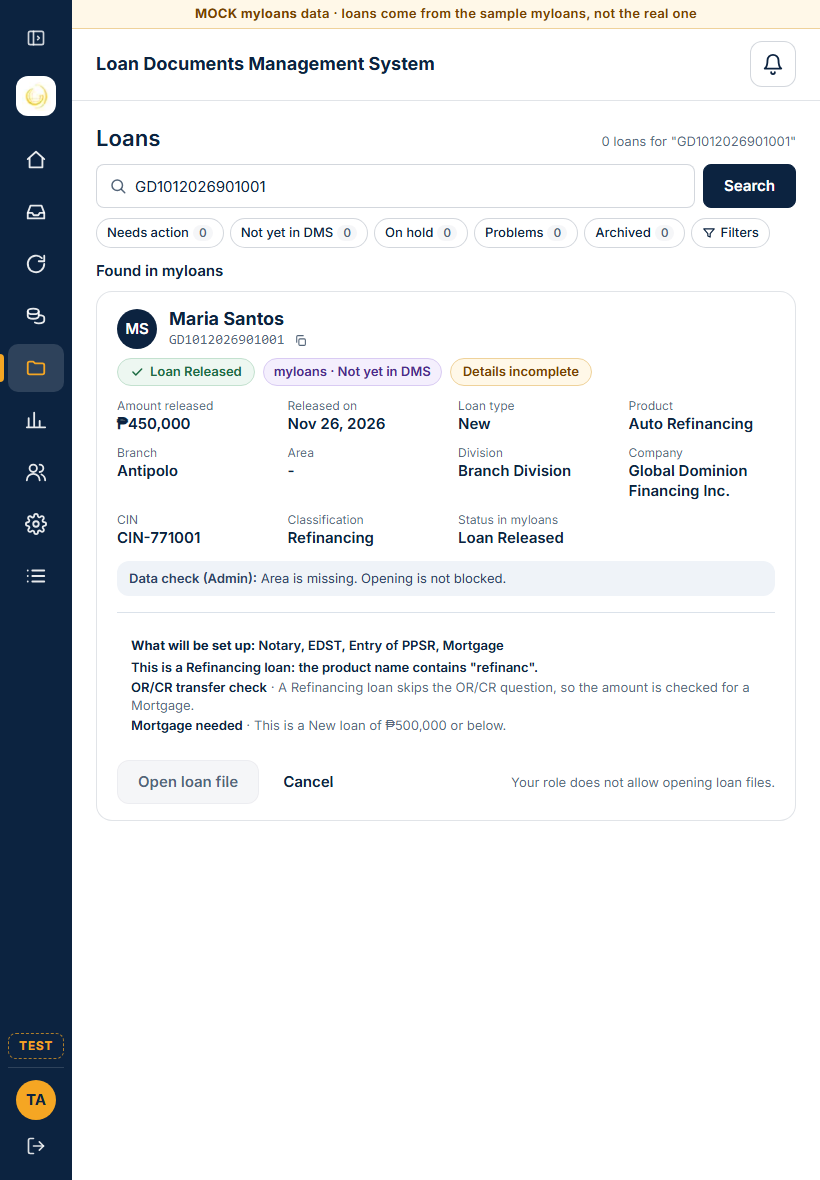 MOCK myloans data · loans come from the sample myloans, not the real one
Loan Documents Management System
Loans
0 loans for "GD1012026901001"
GD1012026901001
Search
Needs action 0
Not yet in DMS 0
On hold 0
Problems 0
Archived 0
Filters
Found in myloans
MS
Maria Santos
GD1012026901001
Loan Released
myloans · Not yet in DMS
Details incomplete
Amount released
₱450,000
Released on
Nov 26, 2026
Loan type
New
Product
Auto Refinancing
Branch
Antipolo
Area
-
Division
Branch Division
Company
Global Dominion
Financing Inc.
CIN
CIN-771001
Classification
Refinancing
Status in myloans
Loan Released
Data check (Admin): Area is missing. Opening is not blocked.
What will be set up: Notary, EDST, Entry of PPSR, Mortgage
This is a Refinancing loan: the product name contains "refinanc".
OR/CR transfer check · A Refinancing loan skips the OR/CR question, so the amount is checked for a
Mortgage.
Mortgage needed · This is a New loan of ₱500,000 or below.
Open loan file
Cancel
Your role does not allow opening loan files.
TEST
TA